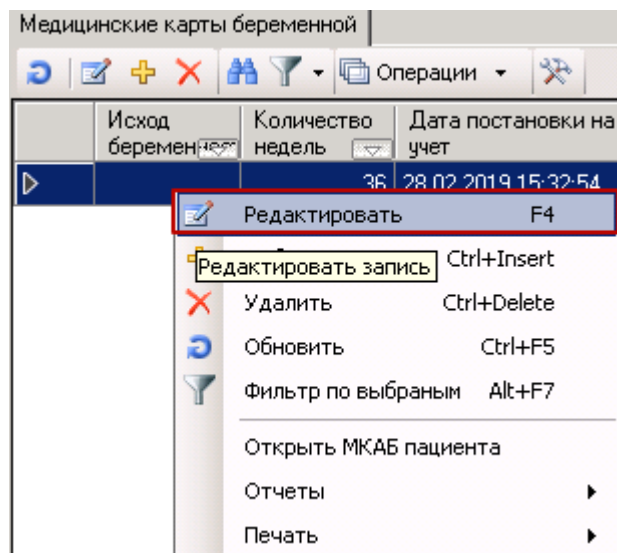 Медицинские карты беременной
Операции
Исход Количество Дата постановки на
недель учет
36 28.02.2019 15:32:54
Редактировать F4
Ctrl+Insert
Редактировать запись
Удалить Ctrl+Delete
Обновить Ctrl+F5
Фильтр по выбраным Alt+F7
Открыть МКАБ пациента
Отчеты
Печать